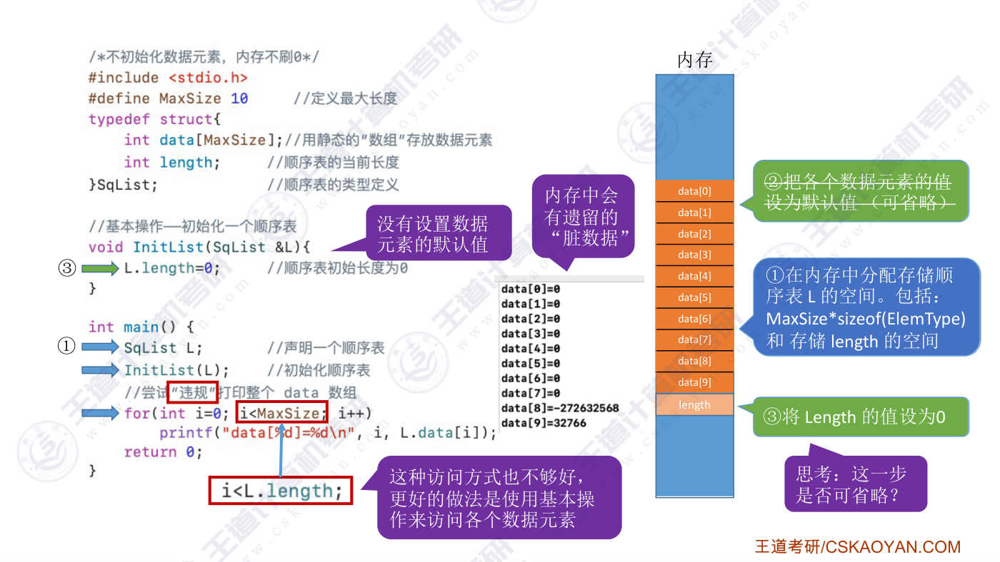 /*不初始化数据元素，内存不刷0*/
#include <stdio.h>
#define MaxSize 10 //定义最大长度
typedef struct{
int data[MaxSize];//用静态的“数组”存放数据元素
int length; //顺序表的当前长度
}SqList; //顺序表的类型定义
//基本操作——初始化一个顺序表
void InitList(SqList &L){
③ L.length=0; //顺序表初始长度为0
}
int main() {
① SqList L; //声明一个顺序表
InitList(L); //初始化顺序表
//尝试“违规”打印整个 data 数组
for(int i=0; i<MaxSize; i++)
printf("data[%d]=%d\n", i, L.data[i]);
return 0;
}
i<L.length;
没有设置数据
元素的默认值
内存中会
有遗留的
“脏数据”
data[0]=0
data[1]=0
data[2]=0
data[3]=0
data[4]=0
data[5]=0
data[6]=0
data[7]=0
data[8]=-272632568
data[9]=32766
这种访问方式也不够好，
更好的做法是使用基本操
作来访问各个数据元素
内存
data[0]
data[1]
data[2]
data[3]
data[4]
data[5]
data[6]
data[7]
data[8]
data[9]
length
②把各个数据元素的值
设为默认值（可省略）
①在内存中分配存储顺
序表 L 的空间。包括：
MaxSize*sizeof(ElemType)
和 存储 length 的空间
③将 Length 的值设为0
思考：这一步
是否可省略？
王道考研/CSKAOYAN.COM
王道计算机考研
www.cskaoyan.com